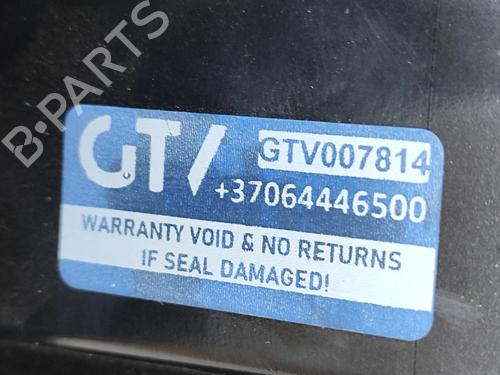 B-PARTS
GTV GTV007814
+37064446500
WARRANTY VOID & NO RETURNS
IF SEAL DAMAGED!